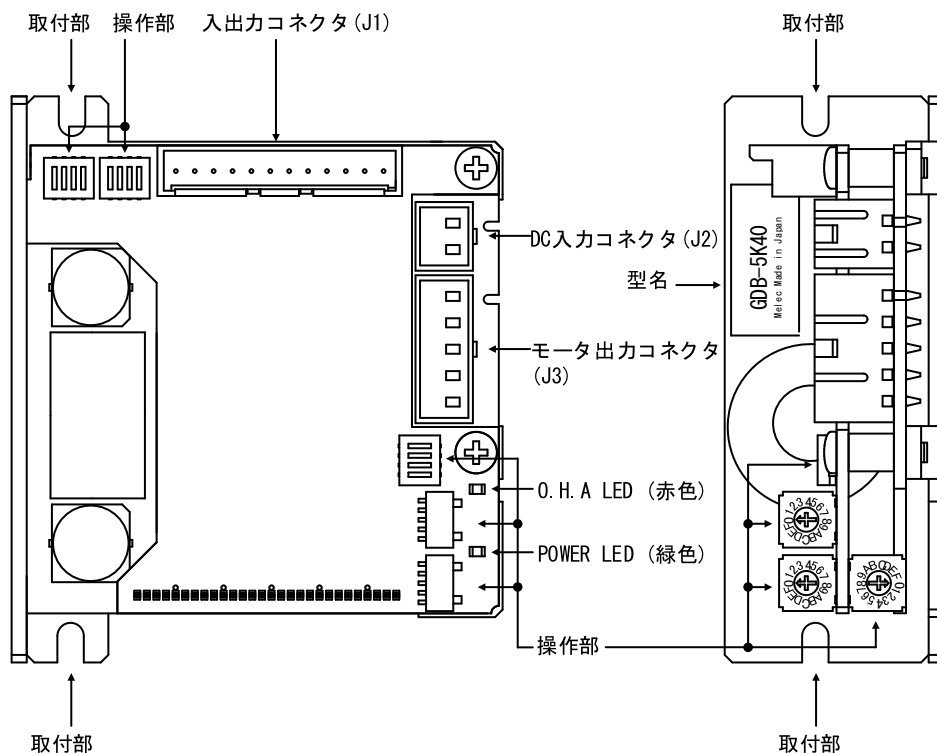 取付部 操作部 入出力コネクタ(J1) 取付部
DC入力コネクタ(J2)
型名
GDB-5K40
Melec Made in Japan
モータ出力コネクタ
(J3)
O.H.A LED (赤色)
POWER LED (緑色)
0123456789ABCDEF
0123456789ABCDEF
0123456789ABCDEF
操作部
取付部 取付部